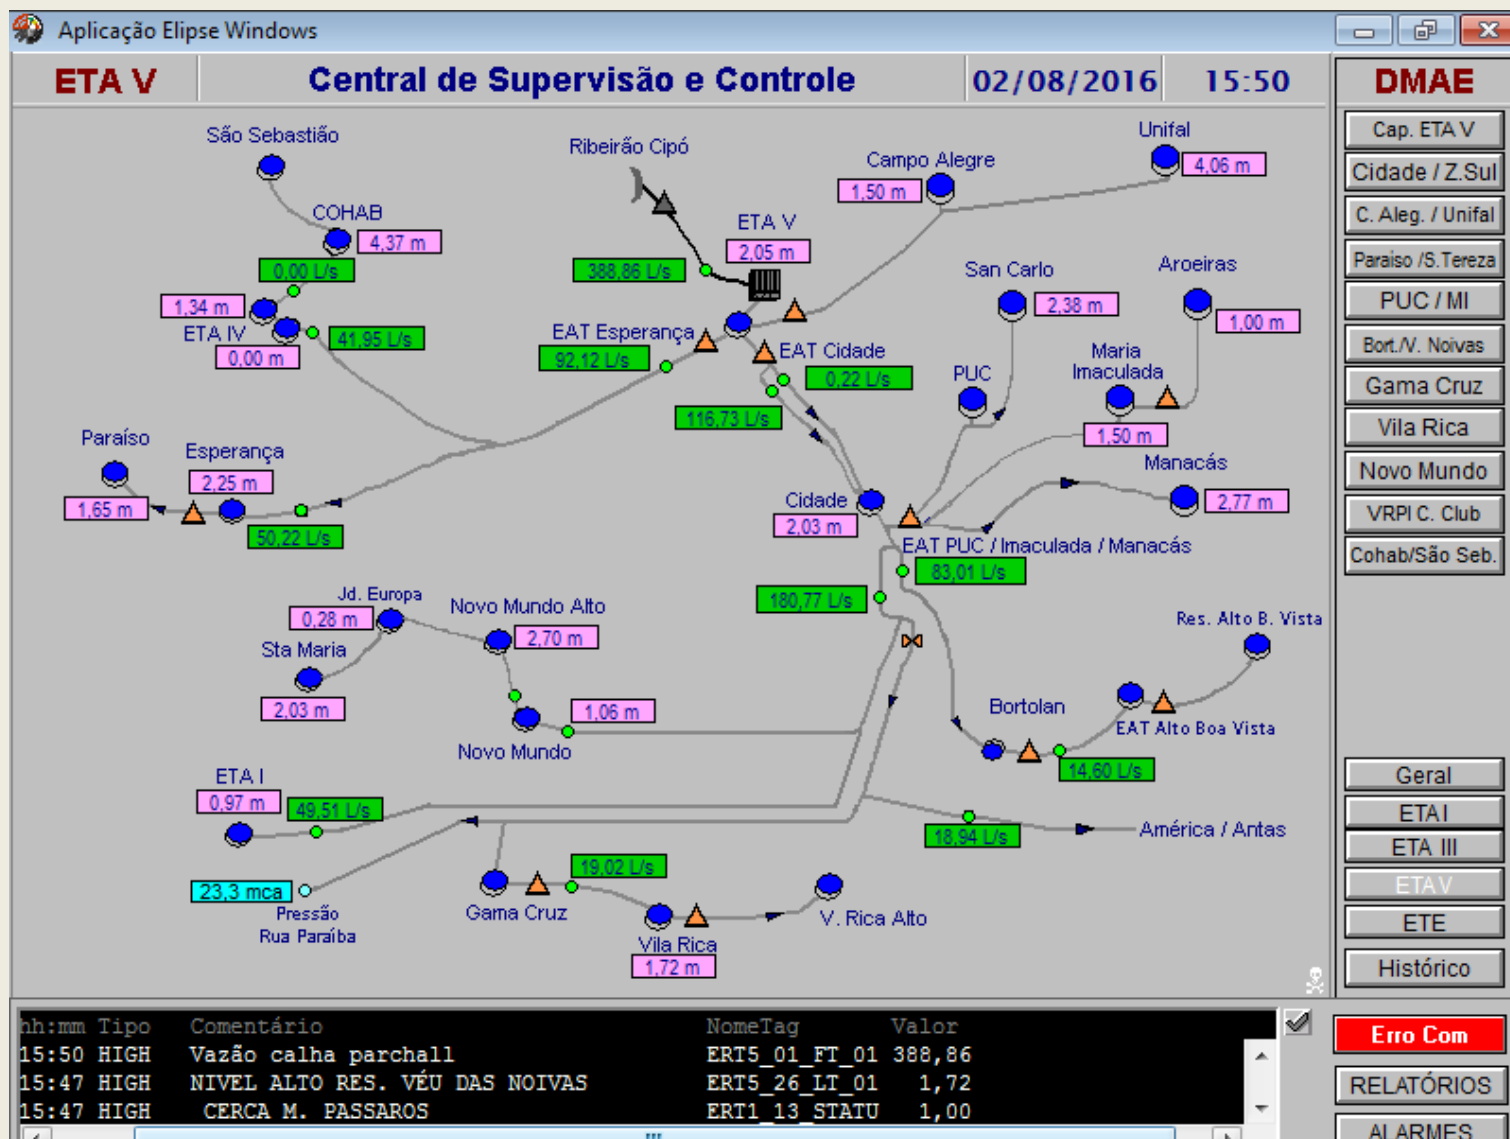 Aplicação Elipse Windows
ETA V
Central de Supervisão e Controle
02/08/2016
15:50
DMAE
São Sebastião
COHAB
4,37 m
0,00 L/s
1,34 m
ETA IV
0,00 m
41,95 L/s
Ribeirão Cipó
ETA V
2,05 m
388,86 L/s
Campo Alegre
1,50 m
Unifal
4,06 m
EAT Esperança
92,12 L/s
EAT Cidade
0,22 L/s
116,73 L/s
San Carlo
2,38 m
Aroeiras
1,00 m
PUC
Maria
Imaculada
1,50 m
Manacás
2,77 m
Paraíso
1,65 m
Esperança
2,25 m
50,22 L/s
Cidade
2,03 m
EAT PUC / Imaculada / Manacás
83,01 L/s
180,77 L/s
Jd. Europa
0,28 m
Sta Maria
2,03 m
Novo Mundo Alto
2,70 m
1,06 m
Novo Mundo
Res. Alto B. Vista
Bortolan
EAT Alto Boa Vista
14,60 L/s
ETA I
0,97 m
49,51 L/s
18,94 L/s
América / Antas
23,3 mca
Pressão
Rua Paraíba
19,02 L/s
Gama Cruz
Vila Rica
1,72 m
V. Rica Alto
Cap. ETA V
Cidade / Z.Sul
C. Aleg. / Unifal
Paraiso /S.Tereza
PUC / MI
Bort./V. Noivas
Gama Cruz
Vila Rica
Novo Mundo
VRPI C. Club
Cohab/São Seb.
Geral
ETA I
ETA III
ETA V
ETE
Histórico
hh:mm Tipo Comentário NomeTag Valor
15:50 HIGH Vazão calha parchall ERT5_01_FT_01 388,86
15:47 HIGH NIVEL ALTO RES. VÉU DAS NOIVAS ERT5_26_LT_01 1,72
15:47 HIGH CERCA M. PASSAROS ERT1_13_STATU 1,00
Erro Com
RELATÓRIOS
ALARMES